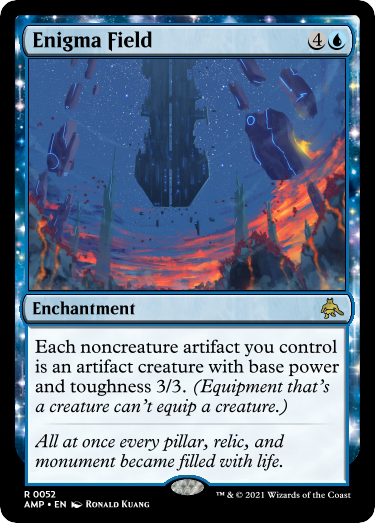 Enigma Field 4
Enchantment
Each noncreature artifact you control
is an artifact creature with base power
and toughness 3/3. (Equipment that's
a creature can't equip a creature.)
All at once every pillar, relic, and
monument became filled with life.
R 0052
AMP • EN Ronald Kuang
™ & © 2021 Wizards of the Coast